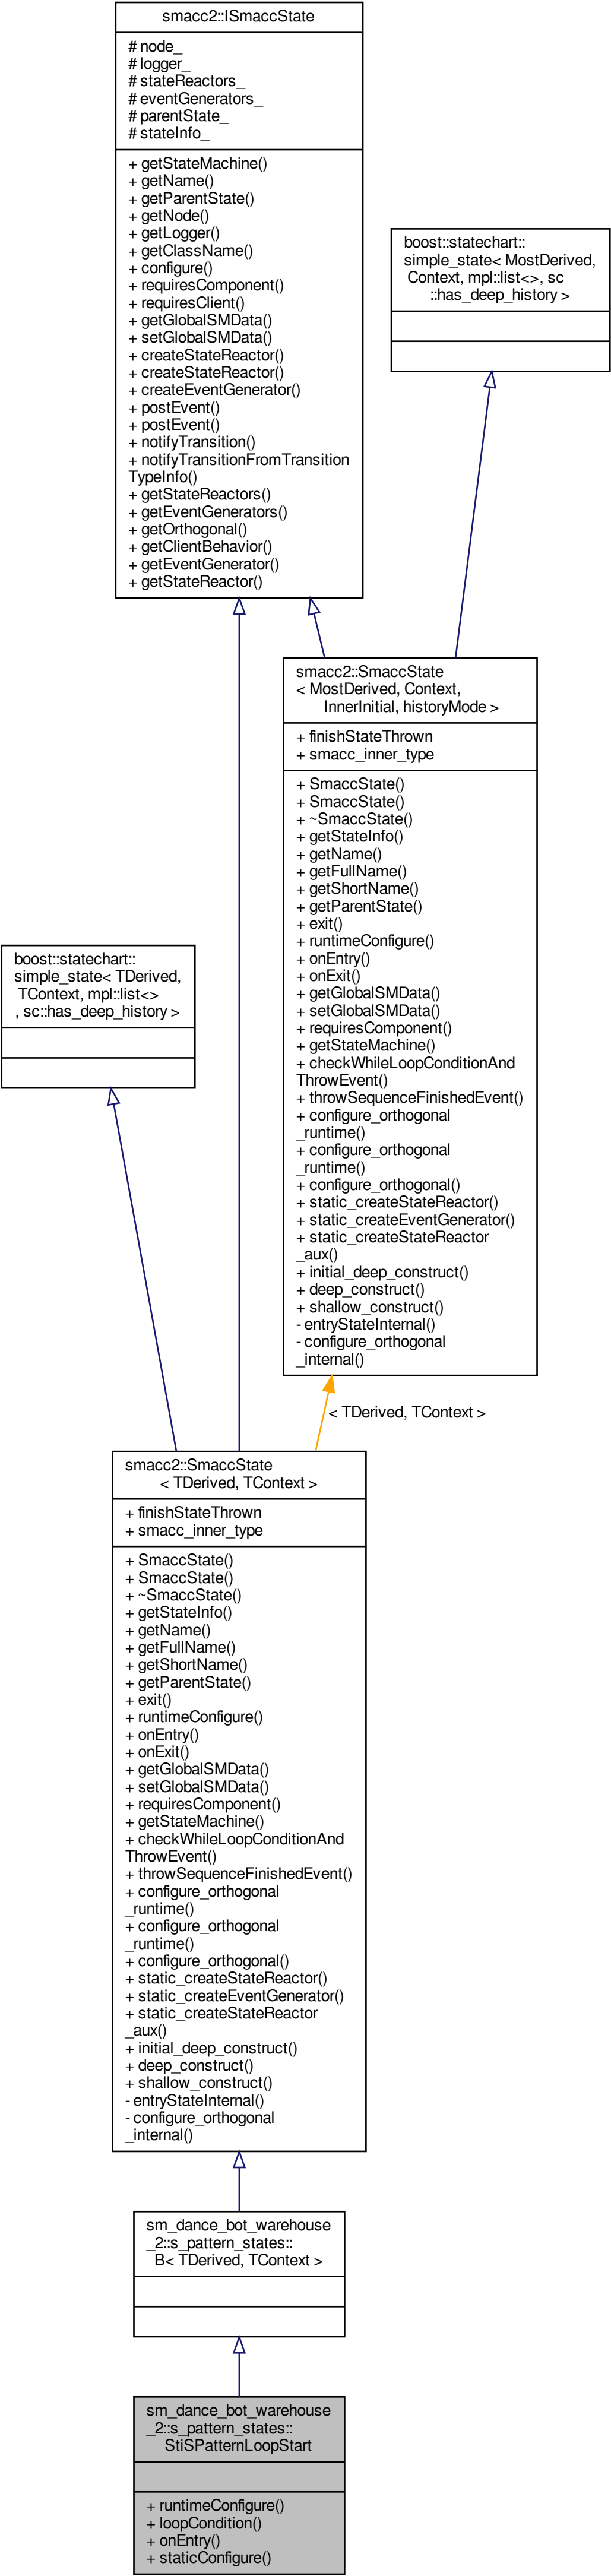 smacc2::ISmaccState
# node_
# logger_
# stateReactors_
# eventGenerators_
# parentState_
# stateInfo_
+ getStateMachine()
+ getName()
+ getParentState()
+ getNode()
+ getLogger()
+ getClassName()
+ configure()
+ requiresComponent()
+ requiresClient()
+ getGlobalSMData()
+ setGlobalSMData()
+ createStateReactor()
+ createStateReactor()
+ createEventGenerator()
+ postEvent()
+ postEvent()
+ notifyTransition()
+ notifyTransitionFromTransition
TypeInfo()
+ getStateReactors()
+ getEventGenerators()
+ getOrthogonal()
+ getClientBehavior()
+ getEventGenerator()
+ getStateReactor()
boost::statechart::
simple_state< MostDerived,
Context, mpl::list<>, sc
::has_deep_history >
smacc2::SmaccState
< MostDerived, Context,
InnerInitial, historyMode >
+ finishStateThrown
+ smacc_inner_type
+ SmaccState()
+ SmaccState()
+ ~SmaccState()
+ getStateInfo()
+ getName()
+ getFullName()
+ getShortName()
+ getParentState()
+ exit()
+ runtimeConfigure()
+ onEntry()
+ onExit()
+ getGlobalSMData()
+ setGlobalSMData()
+ requiresComponent()
+ getStateMachine()
+ checkWhileLoopConditionAnd
ThrowEvent()
+ throwSequenceFinishedEvent()
+ configure_orthogonal
_runtime()
+ configure_orthogonal
_runtime()
+ configure_orthogonal()
+ static_createStateReactor()
+ static_createEventGenerator()
+ static_createStateReactor
_aux()
+ initial_deep_construct()
+ deep_construct()
+ shallow_construct()
- entryStateInternal()
- configure_orthogonal
_internal()
boost::statechart::
simple_state< TDerived,
TContext, mpl::list<>
, sc::has_deep_history >
< TDerived, TContext >
smacc2::SmaccState
< TDerived, TContext >
+ finishStateThrown
+ smacc_inner_type
+ SmaccState()
+ SmaccState()
+ ~SmaccState()
+ getStateInfo()
+ getName()
+ getFullName()
+ getShortName()
+ getParentState()
+ exit()
+ runtimeConfigure()
+ onEntry()
+ onExit()
+ getGlobalSMData()
+ setGlobalSMData()
+ requiresComponent()
+ getStateMachine()
+ checkWhileLoopConditionAnd
ThrowEvent()
+ throwSequenceFinishedEvent()
+ configure_orthogonal
_runtime()
+ configure_orthogonal
_runtime()
+ configure_orthogonal()
+ static_createStateReactor()
+ static_createEventGenerator()
+ static_createStateReactor
_aux()
+ initial_deep_construct()
+ deep_construct()
+ shallow_construct()
- entryStateInternal()
- configure_orthogonal
_internal()
sm_dance_bot_warehouse
_2::s_pattern_states::
B< TDerived, TContext >
sm_dance_bot_warehouse
_2::s_pattern_states::
StiSPatternLoopStart
+ runtimeConfigure()
+ loopCondition()
+ onEntry()
+ staticConfigure()